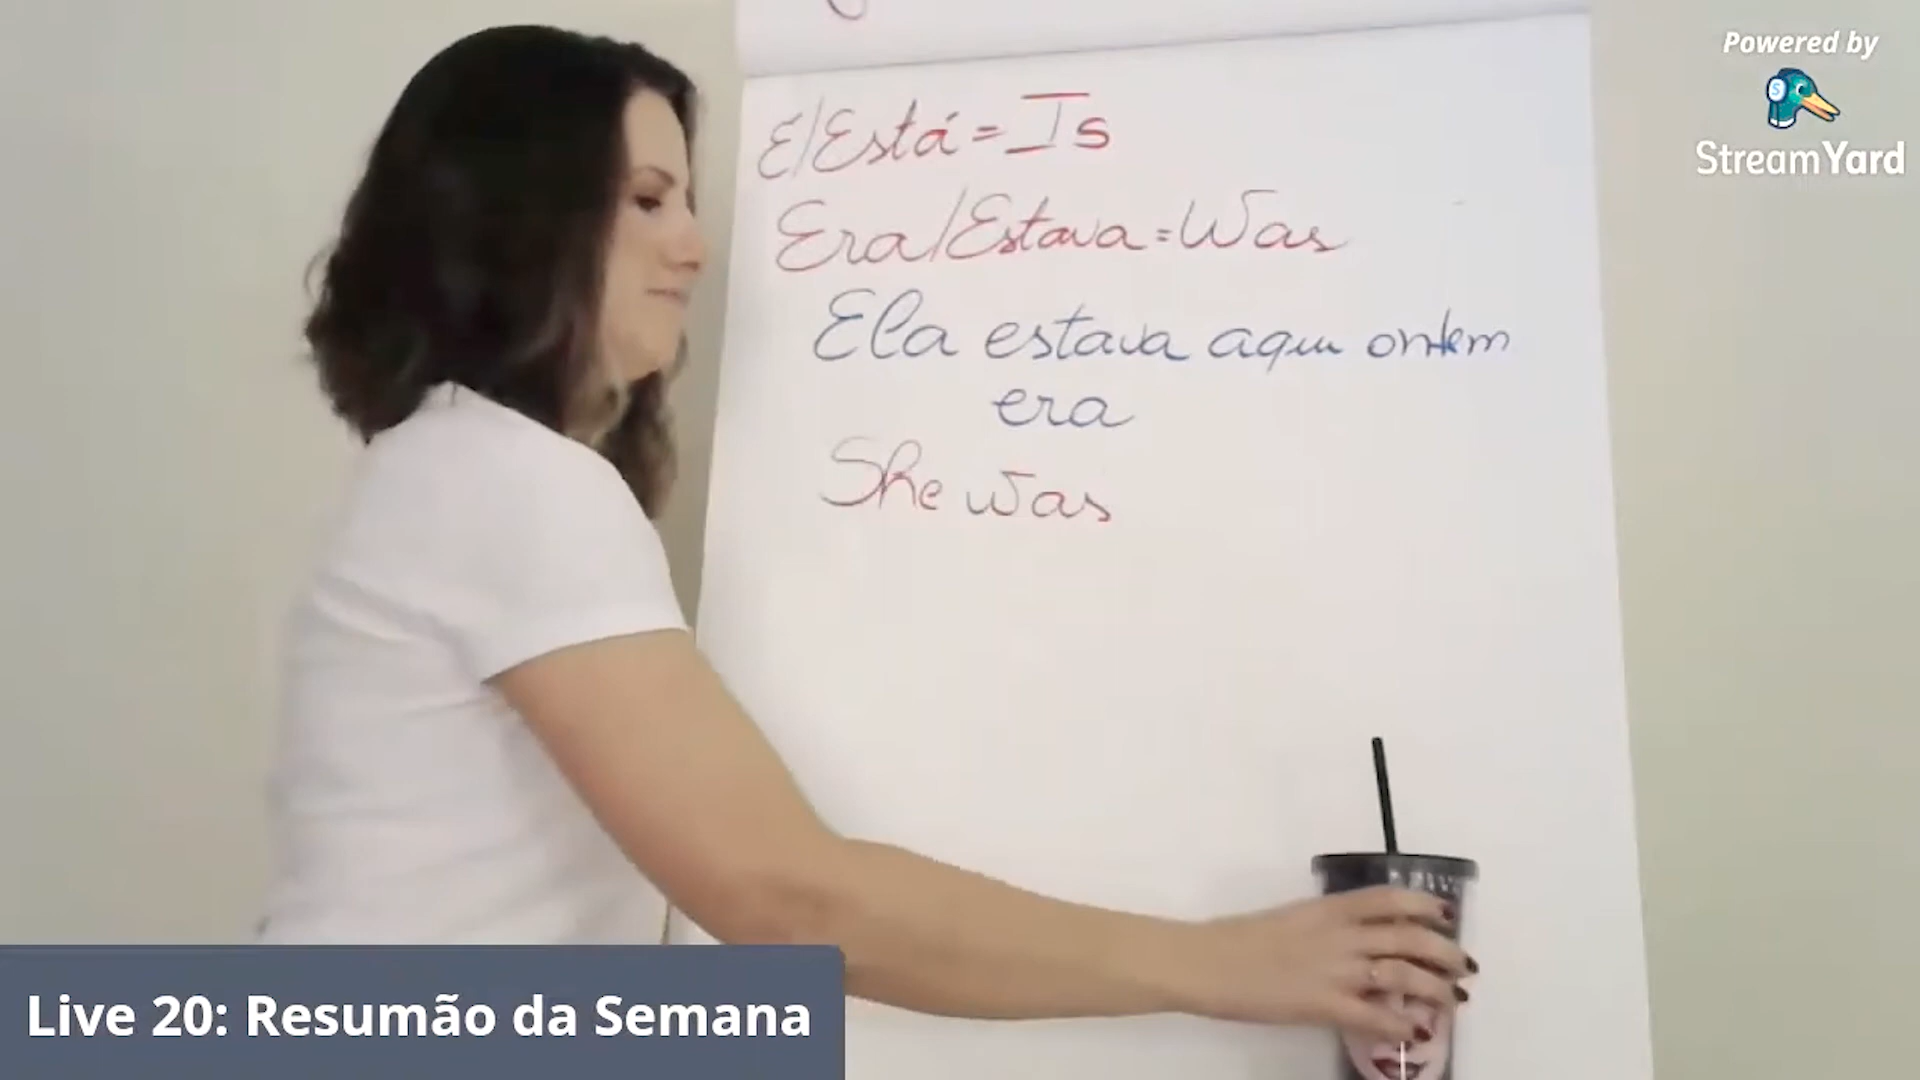 Powered by
StreamYard
É/Está = Is
Era/Estava = Was
Ela estava aqui ontem
era
She was
Live 20: Resumão da Semana